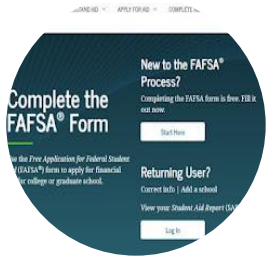 AND AID APPLY FOR AID COMPLETE
New to the FAFSA®
Process?
Completing the FAFSA form is free. Fill it
out now.
Start Here
Complete the
FAFSA® Form
the Free Application for Federal Student
(FAFSA®) form to apply for financial
for college or graduate school.
Returning User?
Correct info | Add a school
View your Student Aid Report (SAR)
Log In